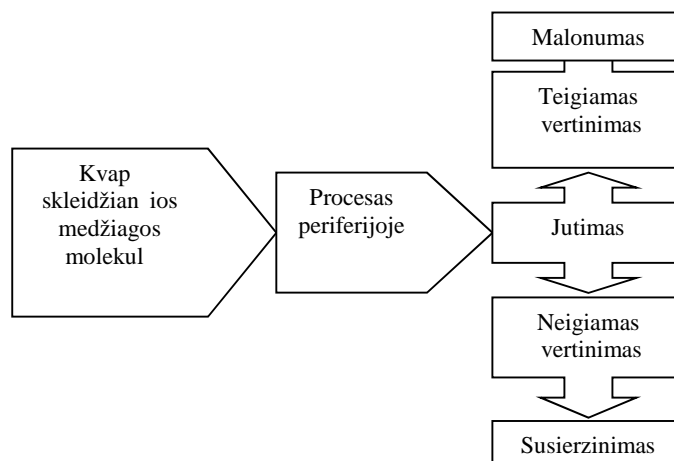 Kvap
skleidžian ios
medžiagos
molekul
Procesas
periferijoje
Malonumas
Teigiamas
vertinimas
Jutimas
Neigiamas
vertinimas
Susierzinimas